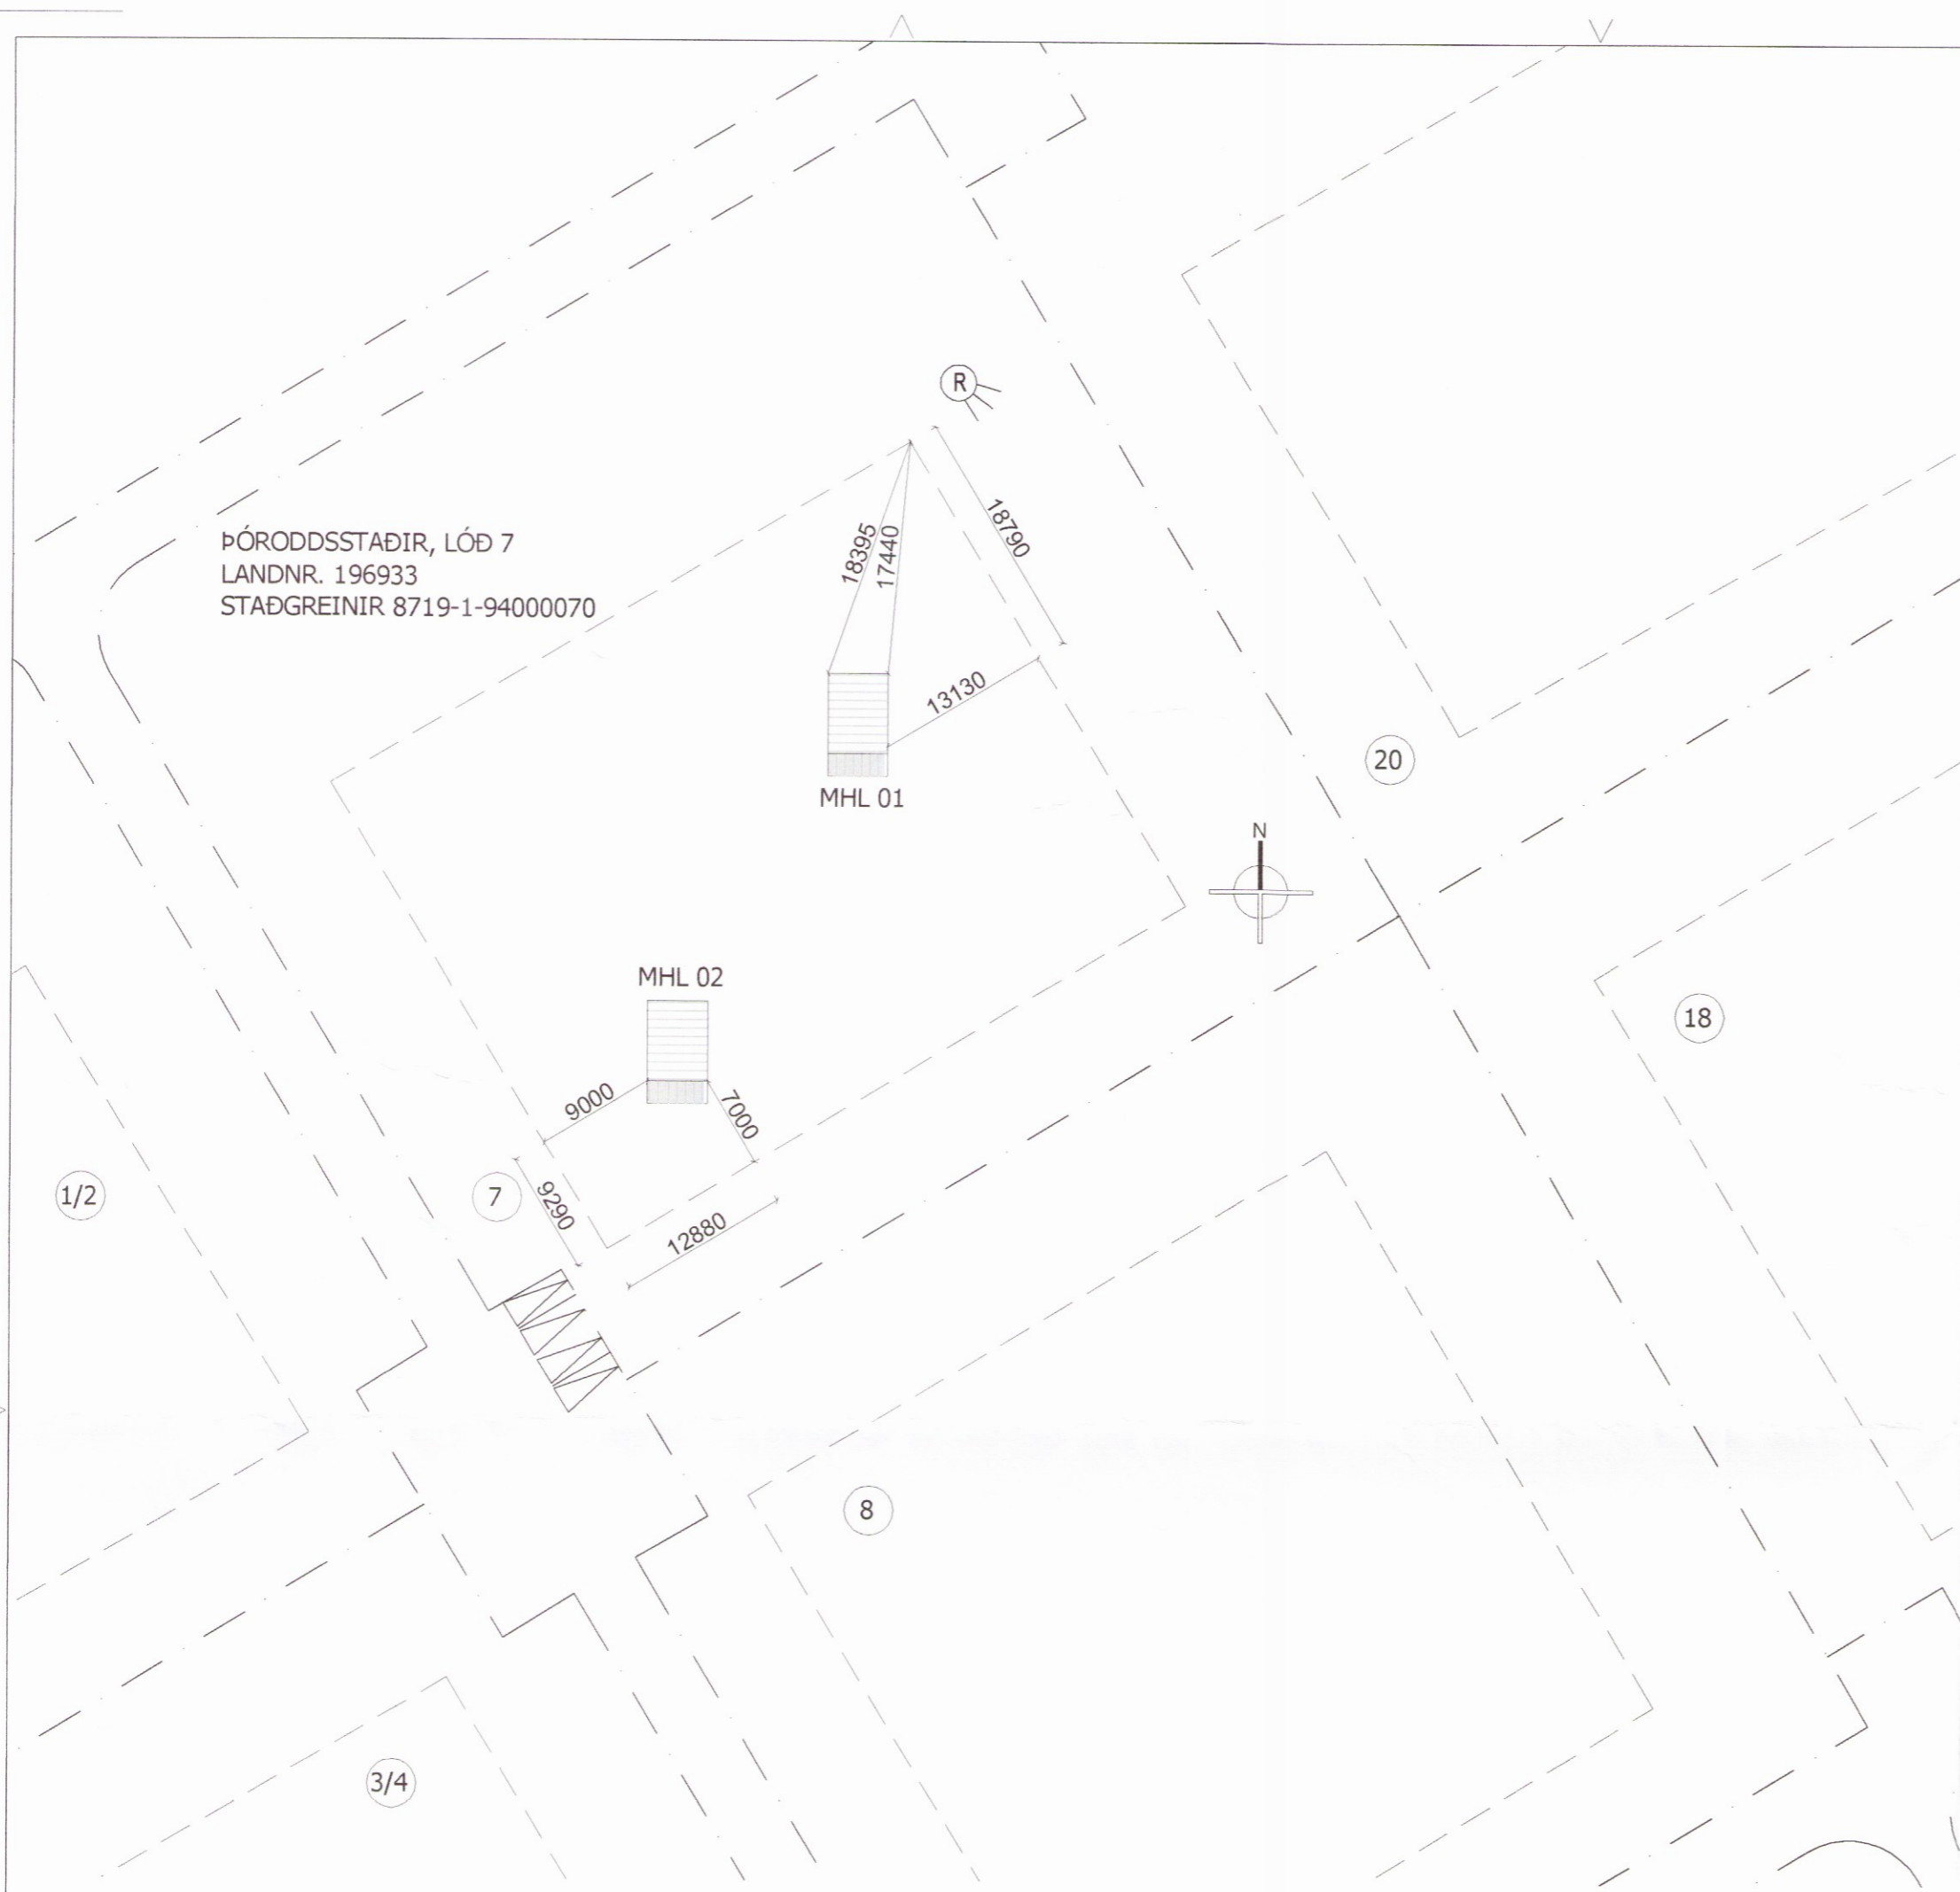 R
18395
17440
18790
ÞÓRODDSSTAÐIR, LÓÐ 7
LANDNR. 196933
STAÐGREINIR 8719-1-94000070
13130
20
MHL 01
N
MHL 02
18
9000
7000
1/2
7
9290
12880
8
3/4